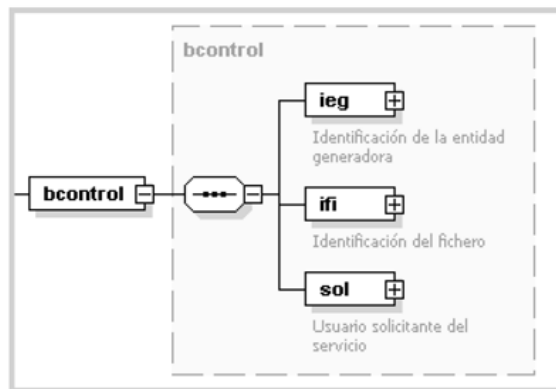 bcontrol
ieg
Identificación de la entidad
generadora
bcontrol
ifi
Identificación del fichero
sol
Usuario solicitante del
servicio